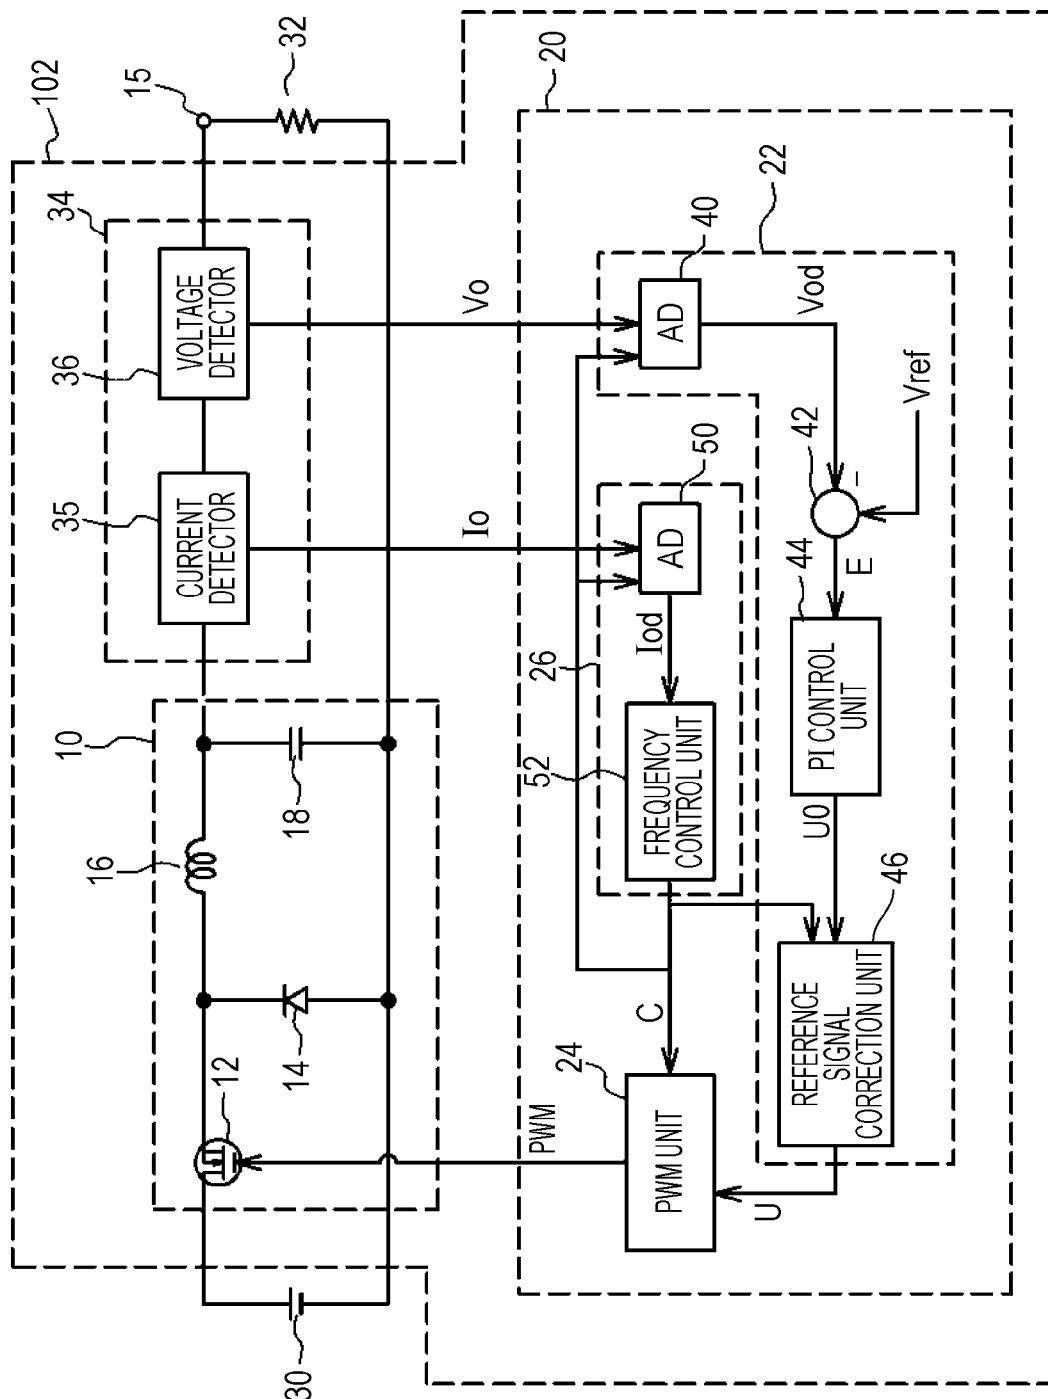 102
15
32
34
36
VOLTAGE
DETECTOR
35
CURRENT
DETECTOR
10
16
18
12
14
30
Vo
Io
PWM
20
22
40
AD
Vod
50
AD
Iod
26
52
FREQUENCY
CONTROL UNIT
42
–
Vref
E
44
PI CONTROL
UNIT
U0
46
REFERENCE
SIGNAL
CORRECTION UNIT
C
24
PWM UNIT
U